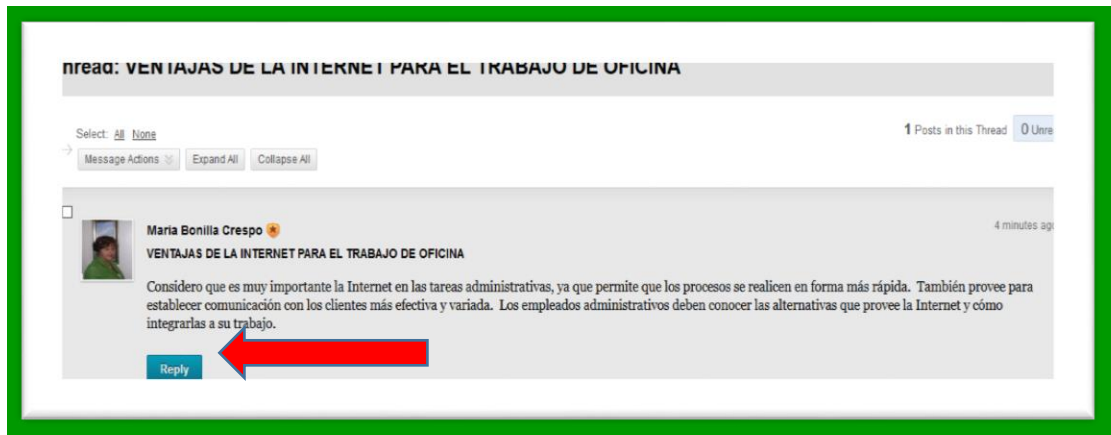 hread: VENTAJAS DE LA INTERNET PARA EL TRABAJO DE OFICINA
Select: All None
1 Posts in this Thread 0 Unre
Message Actions Expand All Collapse All
Maria Bonilla Crespo
4 minutes ago
VENTAJAS DE LA INTERNET PARA EL TRABAJO DE OFICINA
Considero que es muy importante la Internet en las tareas administrativas, ya que permite que los procesos se realicen en forma más rápida. También provee para
establecer comunicación con los clientes más efectiva y variada. Los empleados administrativos deben conocer las alternativas que provee la Internet y cómo
integrarlas a su trabajo.
Reply